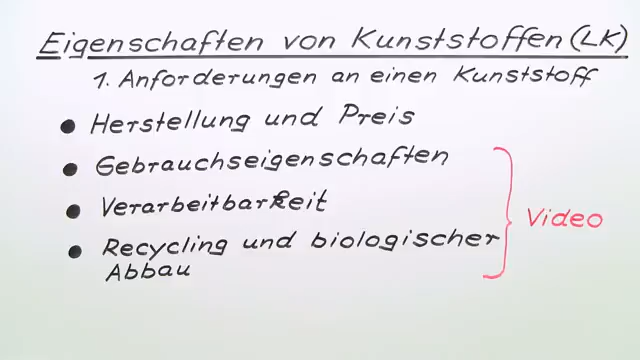 Eigenschaften von Kunststoffen (LK)
1. Anforderungen an einen Kunststoff
● Herstellung und Preis
● Gebrauchseigenschaften
● Verarbeitbarkeit
● Recycling und biologischer
Abbau
Video